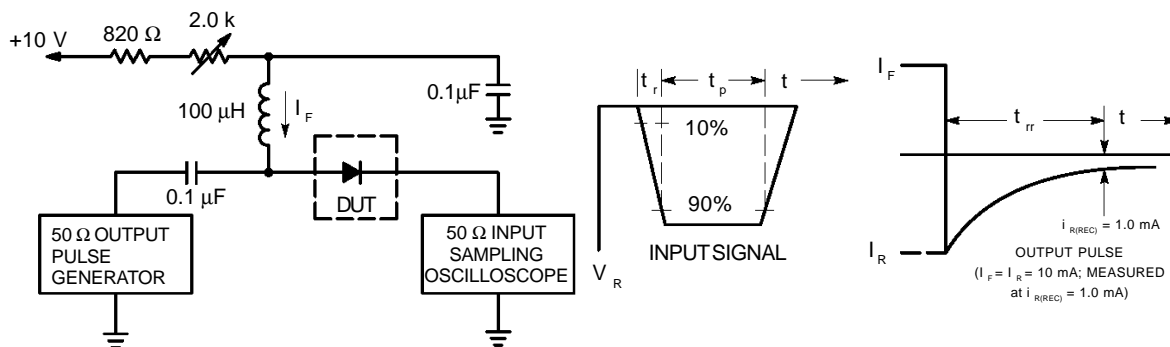 +10 V
820 Ω
2.0 k
100 μH
I F
0.1μF
0.1 μF
DUT
50 Ω OUTPUT
PULSE
GENERATOR
50 Ω INPUT
SAMPLING
OSCILLOSCOPE
t r
t p
t
10%
90%
V R
INPUT SIGNAL
I F
t rr
t
I R
i R(REC) = 1.0 mA
OUTPUT PULSE
(I F = I R = 10 mA; MEASURED
at i R(REC) = 1.0 mA)